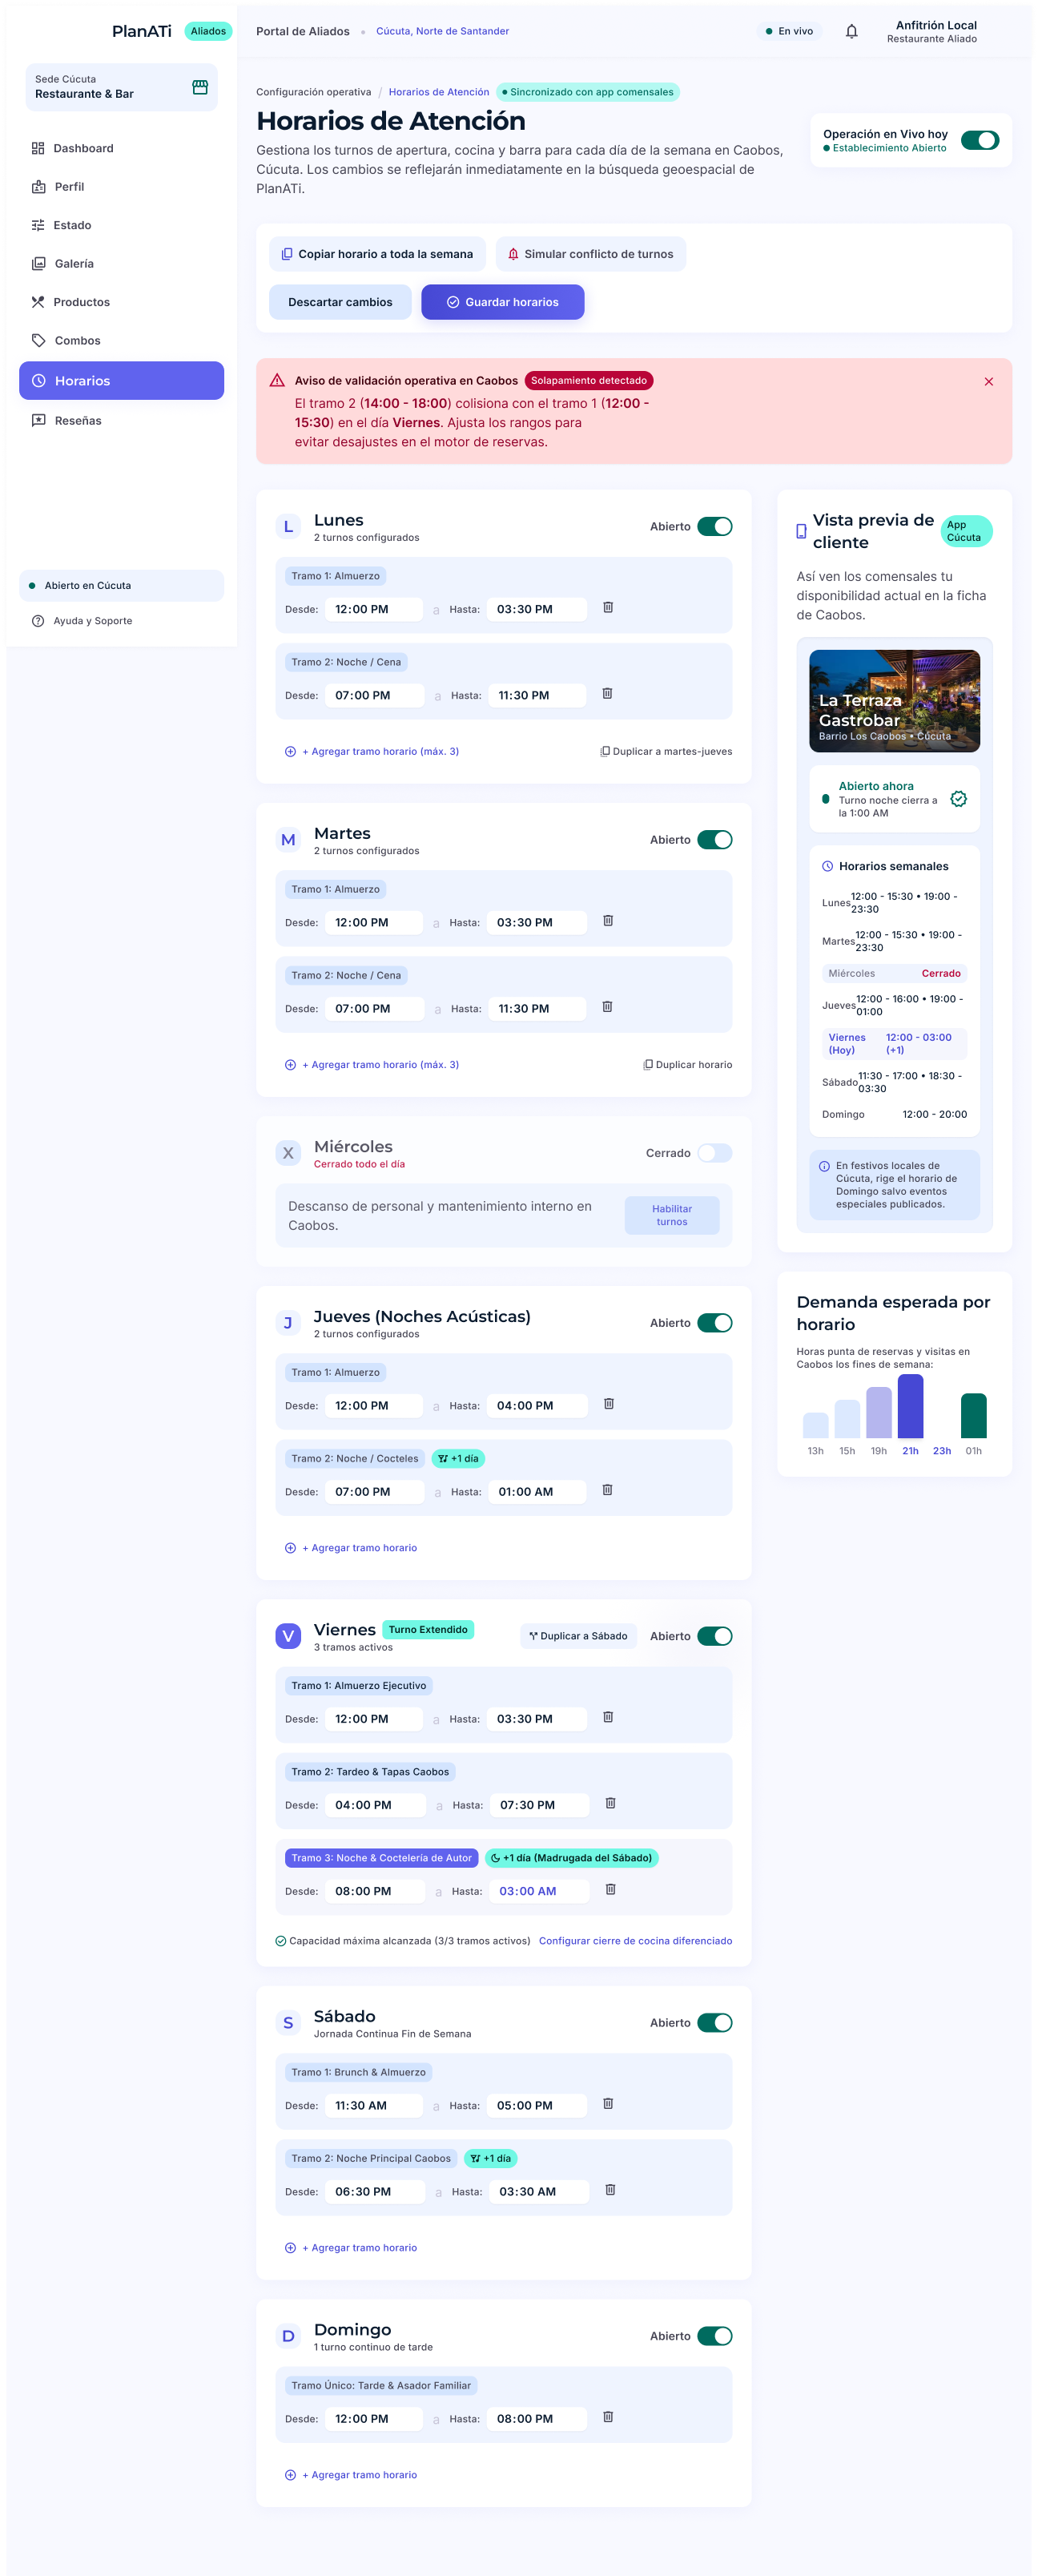 PlanATi
Aliados
Sede Cúcuta
Restaurante & Bar
Dashboard
Perfil
Estado
Galería
Productos
Combos
Horarios
Reseñas
Abierto en Cúcuta
Ayuda y Soporte
Portal de Aliados
Cúcuta, Norte de Santander
En vivo
Anfitrión Local
Restaurante Aliado
Configuración operativa / Horarios de Atención
Sincronizado con app comensales
Horarios de Atención
Gestiona los turnos de apertura, cocina y barra para cada día de la semana en Caobos,
Cúcuta. Los cambios se reflejarán inmediatamente en la búsqueda geoespacial de
PlanATi.
Operación en Vivo hoy
Establecimiento Abierto
Copiar horario a toda la semana
Simular conflicto de turnos
Descartar cambios
Guardar horarios
Aviso de validación operativa en Caobos
Solapamiento detectado
El tramo 2 (14:00 - 18:00) colisiona con el tramo 1 (12:00 -
15:30) en el día Viernes. Ajusta los rangos para
evitar desajustes en el motor de reservas.
L
Lunes
2 turnos configurados
Abierto
Tramo 1: Almuerzo
Desde: 12:00 PM a Hasta: 03:30 PM
Tramo 2: Noche / Cena
Desde: 07:00 PM a Hasta: 11:30 PM
+ Agregar tramo horario (máx. 3)
Duplicar a martes-jueves
M
Martes
2 turnos configurados
Abierto
Tramo 1: Almuerzo
Desde: 12:00 PM a Hasta: 03:30 PM
Tramo 2: Noche / Cena
Desde: 07:00 PM a Hasta: 11:30 PM
+ Agregar tramo horario (máx. 3)
Duplicar horario
X
Miércoles
Cerrado todo el día
Cerrado
Descanso de personal y mantenimiento interno en
Caobos.
Habilitar
turnos
J
Jueves (Noches Acústicas)
2 turnos configurados
Abierto
Tramo 1: Almuerzo
Desde: 12:00 PM a Hasta: 04:00 PM
Tramo 2: Noche / Cocteles
+1 día
Desde: 07:00 PM a Hasta: 01:00 AM
+ Agregar tramo horario
V
Viernes
Turno Extendido
3 tramos activos
Duplicar a Sábado
Abierto
Tramo 1: Almuerzo Ejecutivo
Desde: 12:00 PM a Hasta: 03:30 PM
Tramo 2: Tardeo & Tapas Caobos
Desde: 04:00 PM a Hasta: 07:30 PM
Tramo 3: Noche & Coctelería de Autor
+1 día (Madrugada del Sábado)
Desde: 08:00 PM a Hasta: 03:00 AM
Capacidad máxima alcanzada (3/3 tramos activos)
Configurar cierre de cocina diferenciado
S
Sábado
Jornada Continua Fin de Semana
Abierto
Tramo 1: Brunch & Almuerzo
Desde: 11:30 AM a Hasta: 05:00 PM
Tramo 2: Noche Principal Caobos
+1 día
Desde: 06:30 PM a Hasta: 03:30 AM
+ Agregar tramo horario
D
Domingo
1 turno continuo de tarde
Abierto
Tramo Único: Tarde & Asador Familiar
Desde: 12:00 PM a Hasta: 08:00 PM
+ Agregar tramo horario
Vista previa de
cliente
App
Cúcuta
Así ven los comensales tu
disponibilidad actual en la ficha
de Caobos.
La Terraza
Gastrobar
Barrio Los Caobos • Cúcuta
Abierto ahora
Turno noche cierra a
la 1:00 AM
Horarios semanales
Lunes 12:00 - 15:30 • 19:00 -
23:30
Martes 12:00 - 15:30 • 19:00 -
23:30
Miércoles Cerrado
Jueves 12:00 - 16:00 • 19:00 -
01:00
Viernes 12:00 - 03:00
(Hoy) (+1)
Sábado 11:30 - 17:00 • 18:30 -
03:30
Domingo 12:00 - 20:00
En festivos locales de
Cúcuta, rige el horario de
Domingo salvo eventos
especiales publicados.
Demanda esperada por
horario
Horas punta de reservas y visitas en
Caobos los fines de semana:
13h 15h 19h 21h 23h 01h